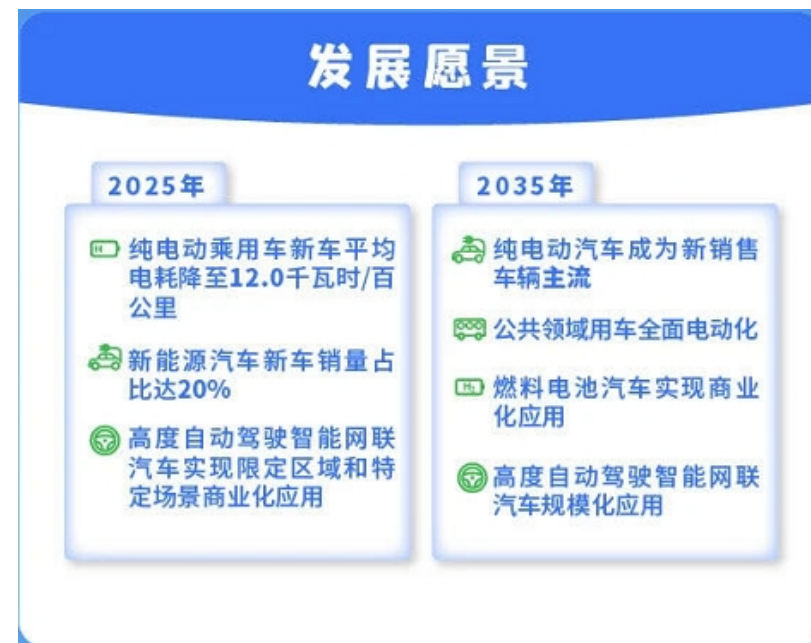 发展愿景
2025年
纯电动乘用车新车平均
电耗降至12.0千瓦时/百
公里
新能源汽车新车销量占
比达20%
高度自动驾驶智能网联
汽车实现限定区域和特
定场景商业化应用
2035年
纯电动汽车成为新销售
车辆主流
公共领域用车全面电动化
H₂
燃料电池汽车实现商业
化应用
高度自动驾驶智能网联
汽车规模化应用